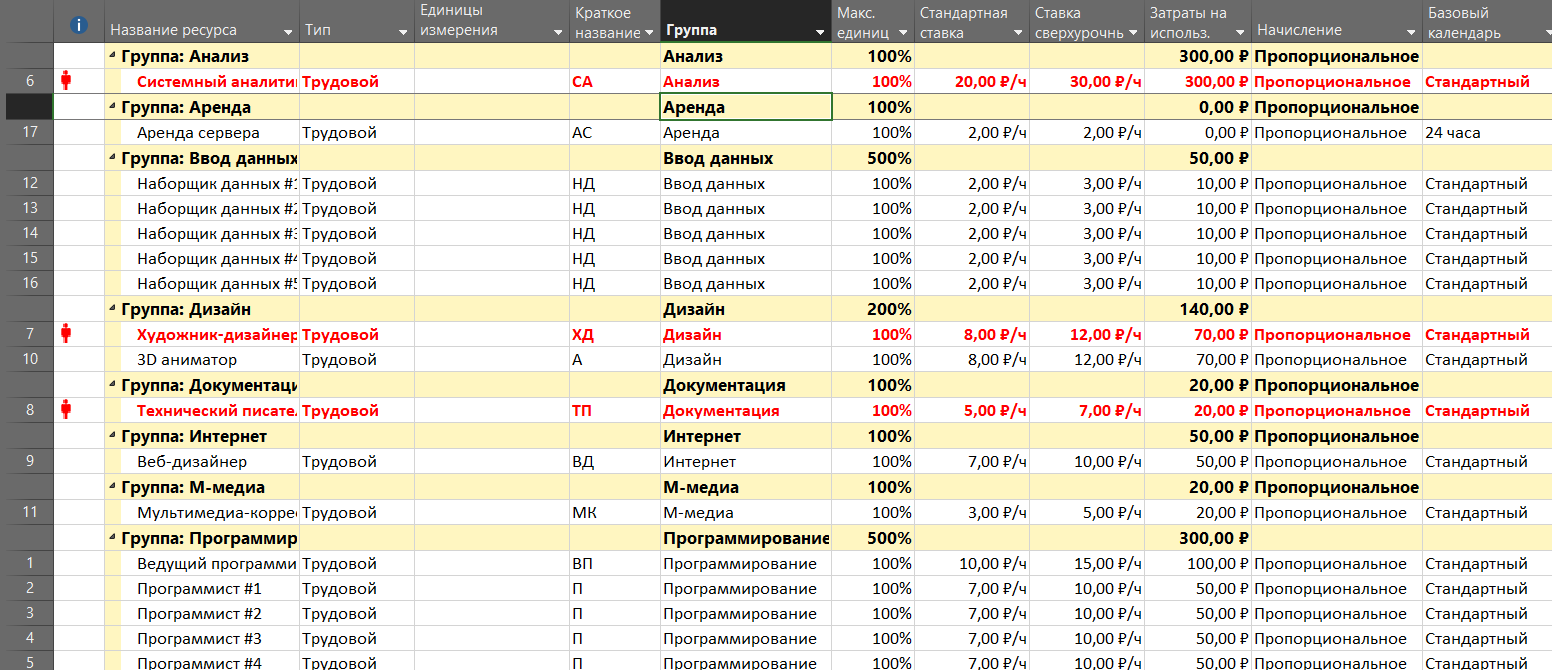 Название ресурса Тип Единицы измерения Краткое название Группа Макс. единиц Стандартная ставка Ставка сверхурочнь Затраты на использ. Начисление Базовый календарь
Группа: Анализ Анализ 100% 300,00 ₽ Пропорциональное
6 Системный аналити Трудовой СА Анализ 100% 20,00 ₽/ч 30,00 ₽/ч 300,00 ₽ Пропорциональное Стандартный
Группа: Аренда Аренда 100% 0,00 ₽ Пропорциональное
17 Аренда сервера Трудовой АС Аренда 100% 2,00 ₽/ч 2,00 ₽/ч 0,00 ₽ Пропорциональное 24 часа
Группа: Ввод данных Ввод данных 500% 50,00 ₽
12 Наборщик данных #1 Трудовой НД Ввод данных 100% 2,00 ₽/ч 3,00 ₽/ч 10,00 ₽ Пропорциональное Стандартный
13 Наборщик данных #2 Трудовой НД Ввод данных 100% 2,00 ₽/ч 3,00 ₽/ч 10,00 ₽ Пропорциональное Стандартный
14 Наборщик данных #3 Трудовой НД Ввод данных 100% 2,00 ₽/ч 3,00 ₽/ч 10,00 ₽ Пропорциональное Стандартный
15 Наборщик данных #4 Трудовой НД Ввод данных 100% 2,00 ₽/ч 3,00 ₽/ч 10,00 ₽ Пропорциональное Стандартный
16 Наборщик данных #5 Трудовой НД Ввод данных 100% 2,00 ₽/ч 3,00 ₽/ч 10,00 ₽ Пропорциональное Стандартный
Группа: Дизайн Дизайн 200% 140,00 ₽
7 Художник-дизайнер Трудовой ХД Дизайн 100% 8,00 ₽/ч 12,00 ₽/ч 70,00 ₽ Пропорциональное Стандартный
10 3D аниматор Трудовой А Дизайн 100% 8,00 ₽/ч 12,00 ₽/ч 70,00 ₽ Пропорциональное Стандартный
Группа: Документаци Документация 100% 20,00 ₽ Пропорциональное
8 Технический писате Трудовой ТП Документация 100% 5,00 ₽/ч 7,00 ₽/ч 20,00 ₽ Пропорциональное Стандартный
Группа: Интернет Интернет 100% 50,00 ₽ Пропорциональное
9 Веб-дизайнер Трудовой ВД Интернет 100% 7,00 ₽/ч 10,00 ₽/ч 50,00 ₽ Пропорциональное Стандартный
Группа: М-медиа М-медиа 100% 20,00 ₽ Пропорциональное
11 Мультимедиа-корре Трудовой МК М-медиа 100% 3,00 ₽/ч 5,00 ₽/ч 20,00 ₽ Пропорциональное Стандартный
Группа: Программир Программирование 500% 300,00 ₽
1 Ведущий программи Трудовой ВП Программирование 100% 10,00 ₽/ч 15,00 ₽/ч 100,00 ₽ Пропорциональное Стандартный
2 Программист #1 Трудовой П Программирование 100% 7,00 ₽/ч 10,00 ₽/ч 50,00 ₽ Пропорциональное Стандартный
3 Программист #2 Трудовой П Программирование 100% 7,00 ₽/ч 10,00 ₽/ч 50,00 ₽ Пропорциональное Стандартный
4 Программист #3 Трудовой П Программирование 100% 7,00 ₽/ч 10,00 ₽/ч 50,00 ₽ Пропорциональное Стандартный
5 Программист #4 Трудовой П Программирование 100% 7,00 ₽/ч 10,00 ₽/ч 50,00 ₽ Пропорциональное Стандартный